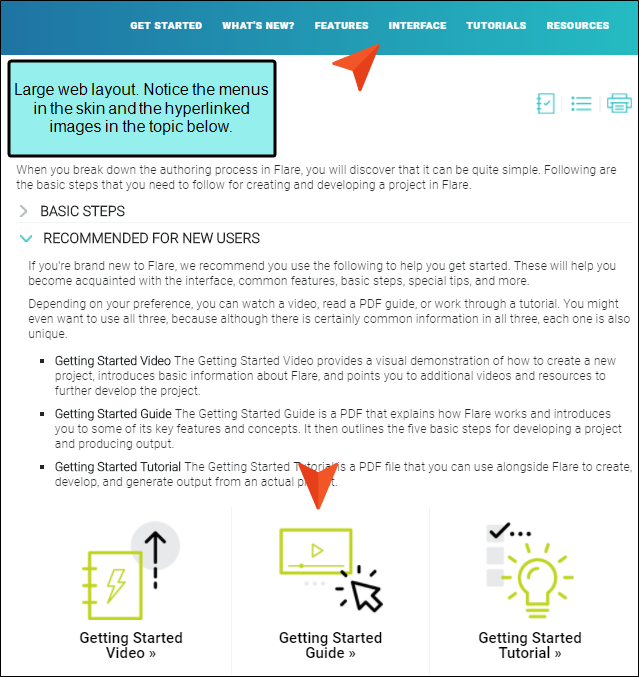 GET STARTED WHAT'S NEW? FEATURES INTERFACE TUTORIALS RESOURCES
Large web layout. Notice the menus
in the skin and the hyperlinked
images in the topic below.
When you break down the authoring process in Flare, you will discover that it can be quite simple. Following are
the basic steps that you need to follow for creating and developing a project in Flare.
BASIC STEPS
RECOMMENDED FOR NEW USERS
If you're brand new to Flare, we recommend you use the following to help you get started. These will help you
become acquainted with the interface, common features, basic steps, special tips, and more.
Depending on your preference, you can watch a video, read a PDF guide, or work through a tutorial. You might
even want to use all three, because although there is certainly common information in all three, each one is also
unique.
Getting Started Video The Getting Started Video provides a visual demonstration of how to create a new
project, introduces basic information about Flare, and points you to additional videos and resources to
further develop the project.
Getting Started Guide The Getting Started Guide is a PDF that explains how Flare works and introduces
you to some of its key features and concepts. It then outlines the five basic steps for developing a project
and producing output.
Getting Started Tutorial The Getting Started Tutorial is a PDF file that you can use alongside Flare to create,
develop, and generate output from an actual
Getting Started
Video »
Getting Started
Guide »
Getting Started
Tutorial »